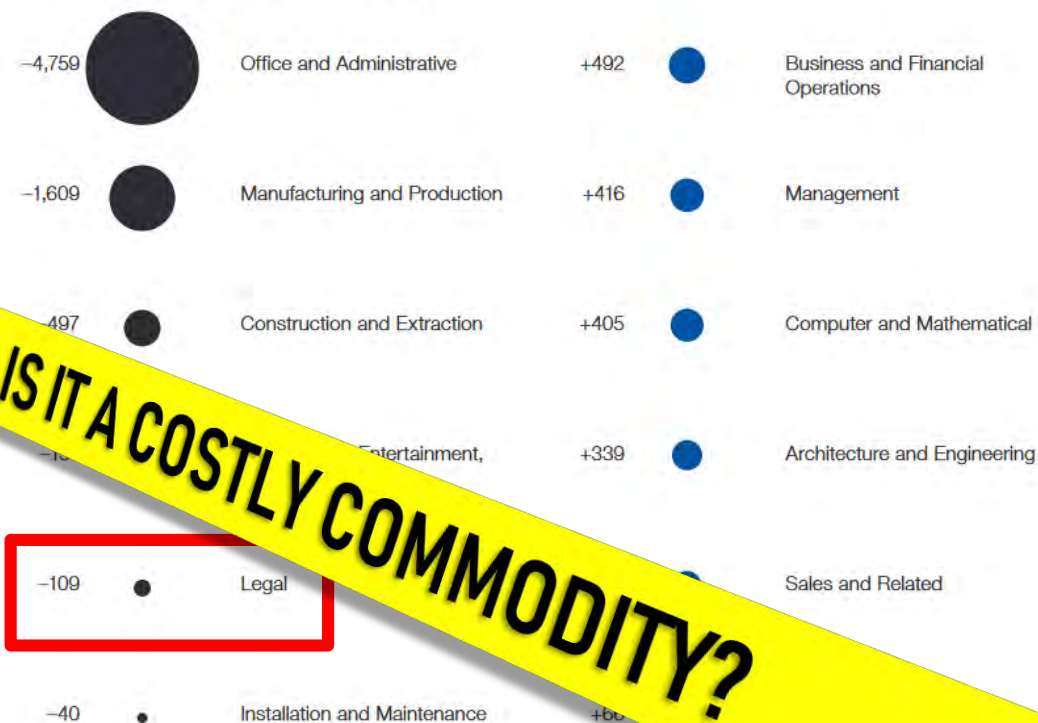 −4,759 Office and Administrative +492 Business and Financial
Operations
−1,609 Manufacturing and Production +416 Management
−497 Construction and Extraction +405 Computer and Mathematical
IS IT A COSTLY COMMODITY?
Entertainment, +339 Architecture and Engineering
−109 Legal Sales and Related
−40 Installation and Maintenance